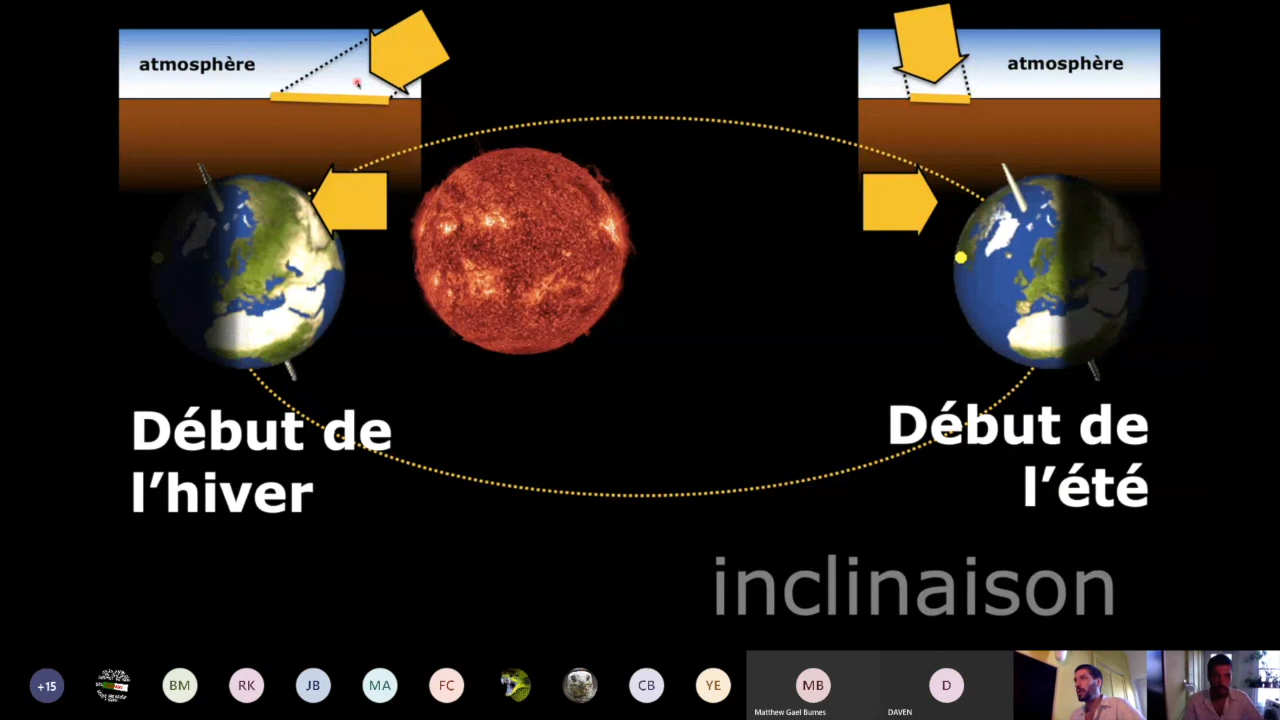 atmosphère
atmosphère
Début de
l’hiver
Début de
l’été
inclinaison
+15
BM
RK
JB
MA
FC
CB
YE
MB
Matthew Gael Burnes
D
DAVEN